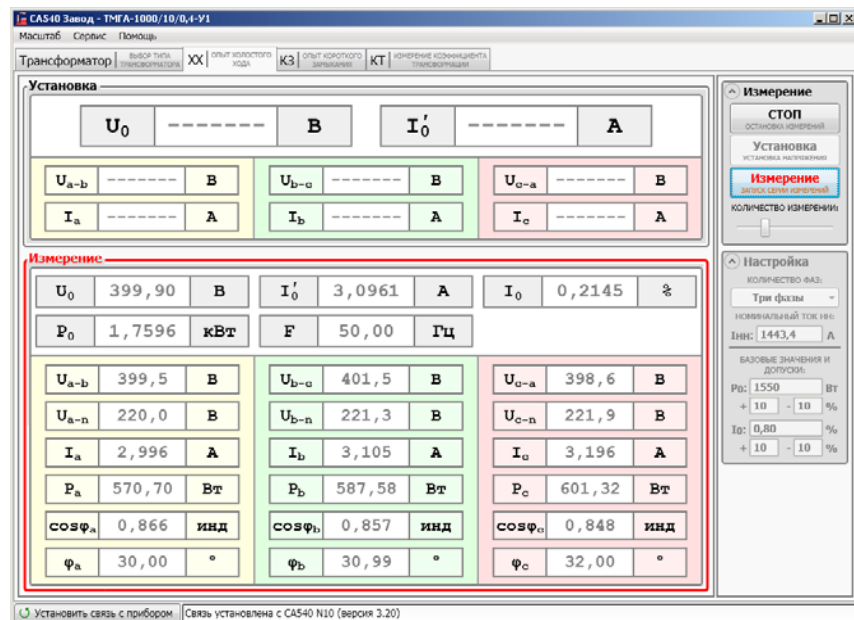 CA540 Завод - ТМГА-1000/10/0,4-У1
Масштаб Сервис Помощь
Трансформатор ВЫБОР ТИПА ТРАНСФОРМАТОРА XX ОПЫТ ХОЛОСТОГО ХОДА КЗ ОПЫТ КОРОТКОГО ЗАМЫКАНИЯ КТ ИЗМЕРЕНИЕ КОЭФФИЦИЕНТА ТРАНСФОРМАЦИИ
Установка
U₀ ------- В I′₀ ------- А
Ua-b ------- В Ub-c ------- В Uc-a ------- В
Ia ------- А Ib ------- А Ic ------- А
Измерение
U₀ 399,90 В I′₀ 3,0961 А I₀ 0,2145 %
P₀ 1,7596 кВт F 50,00 Гц
Ua-b 399,5 В Ub-c 401,5 В Uc-a 398,6 В
Ua-n 220,0 В Ub-n 221,3 В Uc-n 221,9 В
Ia 2,996 А Ib 3,105 А Ic 3,196 А
Pa 570,70 Вт Pb 587,58 Вт Pc 601,32 Вт
cosφa 0,866 инд cosφb 0,857 инд cosφc 0,848 инд
φa 30,00 ° φb 30,99 ° φc 32,00 °
Измерение
СТОП
ОСТАНОВКА ИЗМЕРЕНИЙ
Установка
УСТАНОВКА НАПРЯЖЕНИЯ
Измерение
ЗАПУСК СЕРИИ ИЗМЕРЕНИЙ
КОЛИЧЕСТВО ИЗМЕРЕНИИ:
Настройка
КОЛИЧЕСТВО ФАЗ:
Три фазы
НОМИНАЛЬНЫЙ ТОК НН:
Iнн: 1443,4 А
БАЗОВЫЕ ЗНАЧЕНИЯ И
ДОПУСКИ:
P₀: 1550 Вт
+ 10 - 10 %
I₀: 0,80 %
+ 10 - 10 %
Установить связь с прибором Связь установлена с CA540 N10 (версия 3.20)